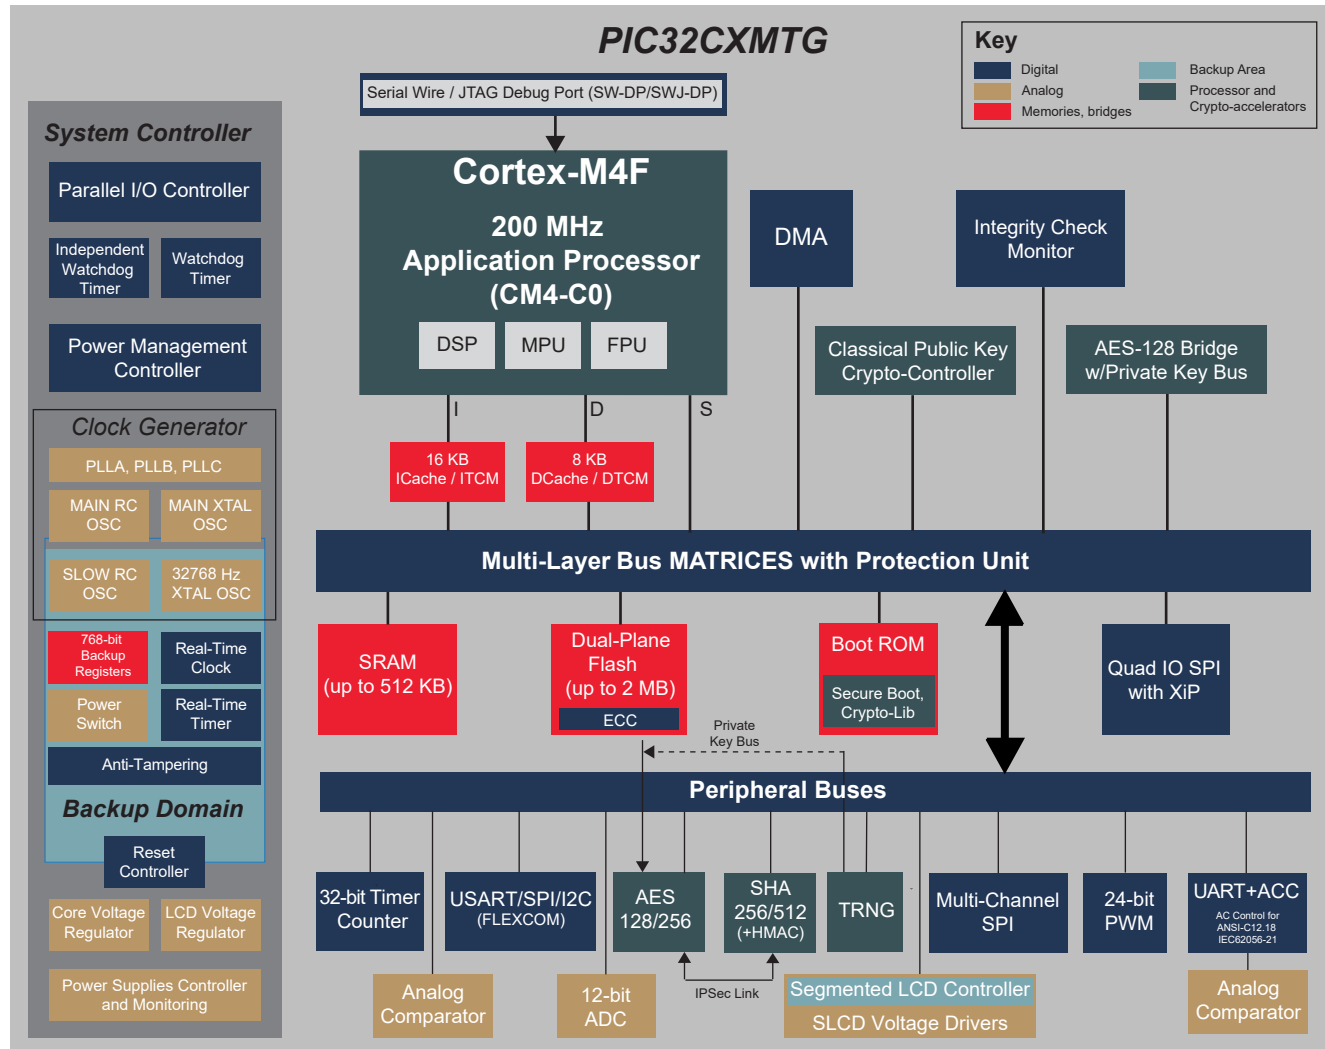 PIC32CXMTG
Key
Digital
Analog
Memories, bridges
Backup Area
Processor and
Crypto-accelerators
Serial Wire / JTAG Debug Port (SW-DP/SWJ-DP)
System Controller
Parallel I/O Controller
Independent
Watchdog
Timer
Watchdog
Timer
Power Management
Controller
Clock Generator
PLLA, PLLB, PLLC
MAIN RC
OSC
MAIN XTAL
OSC
SLOW RC
OSC
32768 Hz
XTAL OSC
768-bit
Backup
Registers
Real-Time
Clock
Power
Switch
Real-Time
Timer
Anti-Tampering
Backup Domain
Reset
Controller
Core Voltage
Regulator
LCD Voltage
Regulator
Power Supplies Controller
and Monitoring
Cortex-M4F
200 MHz
Application Processor
(CM4-C0)
DSP
MPU
FPU
DMA
Integrity Check
Monitor
Classical Public Key
Crypto-Controller
AES-128 Bridge
w/Private Key Bus
I
D
S
16 KB
ICache / ITCM
8 KB
DCache / DTCM
Multi-Layer Bus MATRICES with Protection Unit
SRAM
(up to 512 KB)
Dual-Plane
Flash
(up to 2 MB)
ECC
Boot ROM
Secure Boot,
Crypto-Lib
Quad IO SPI
with XiP
Private
Key Bus
Peripheral Buses
32-bit Timer
Counter
USART/SPI/I2C
(FLEXCOM)
AES
128/256
SHA
256/512
(+HMAC)
TRNG
Multi-Channel
SPI
24-bit
PWM
UART+ACC
AC Control for
ANSI-C12.18
IEC62056-21
Analog
Comparator
12-bit
ADC
IPSec Link
Segmented LCD Controller
SLCD Voltage Drivers
Analog
Comparator